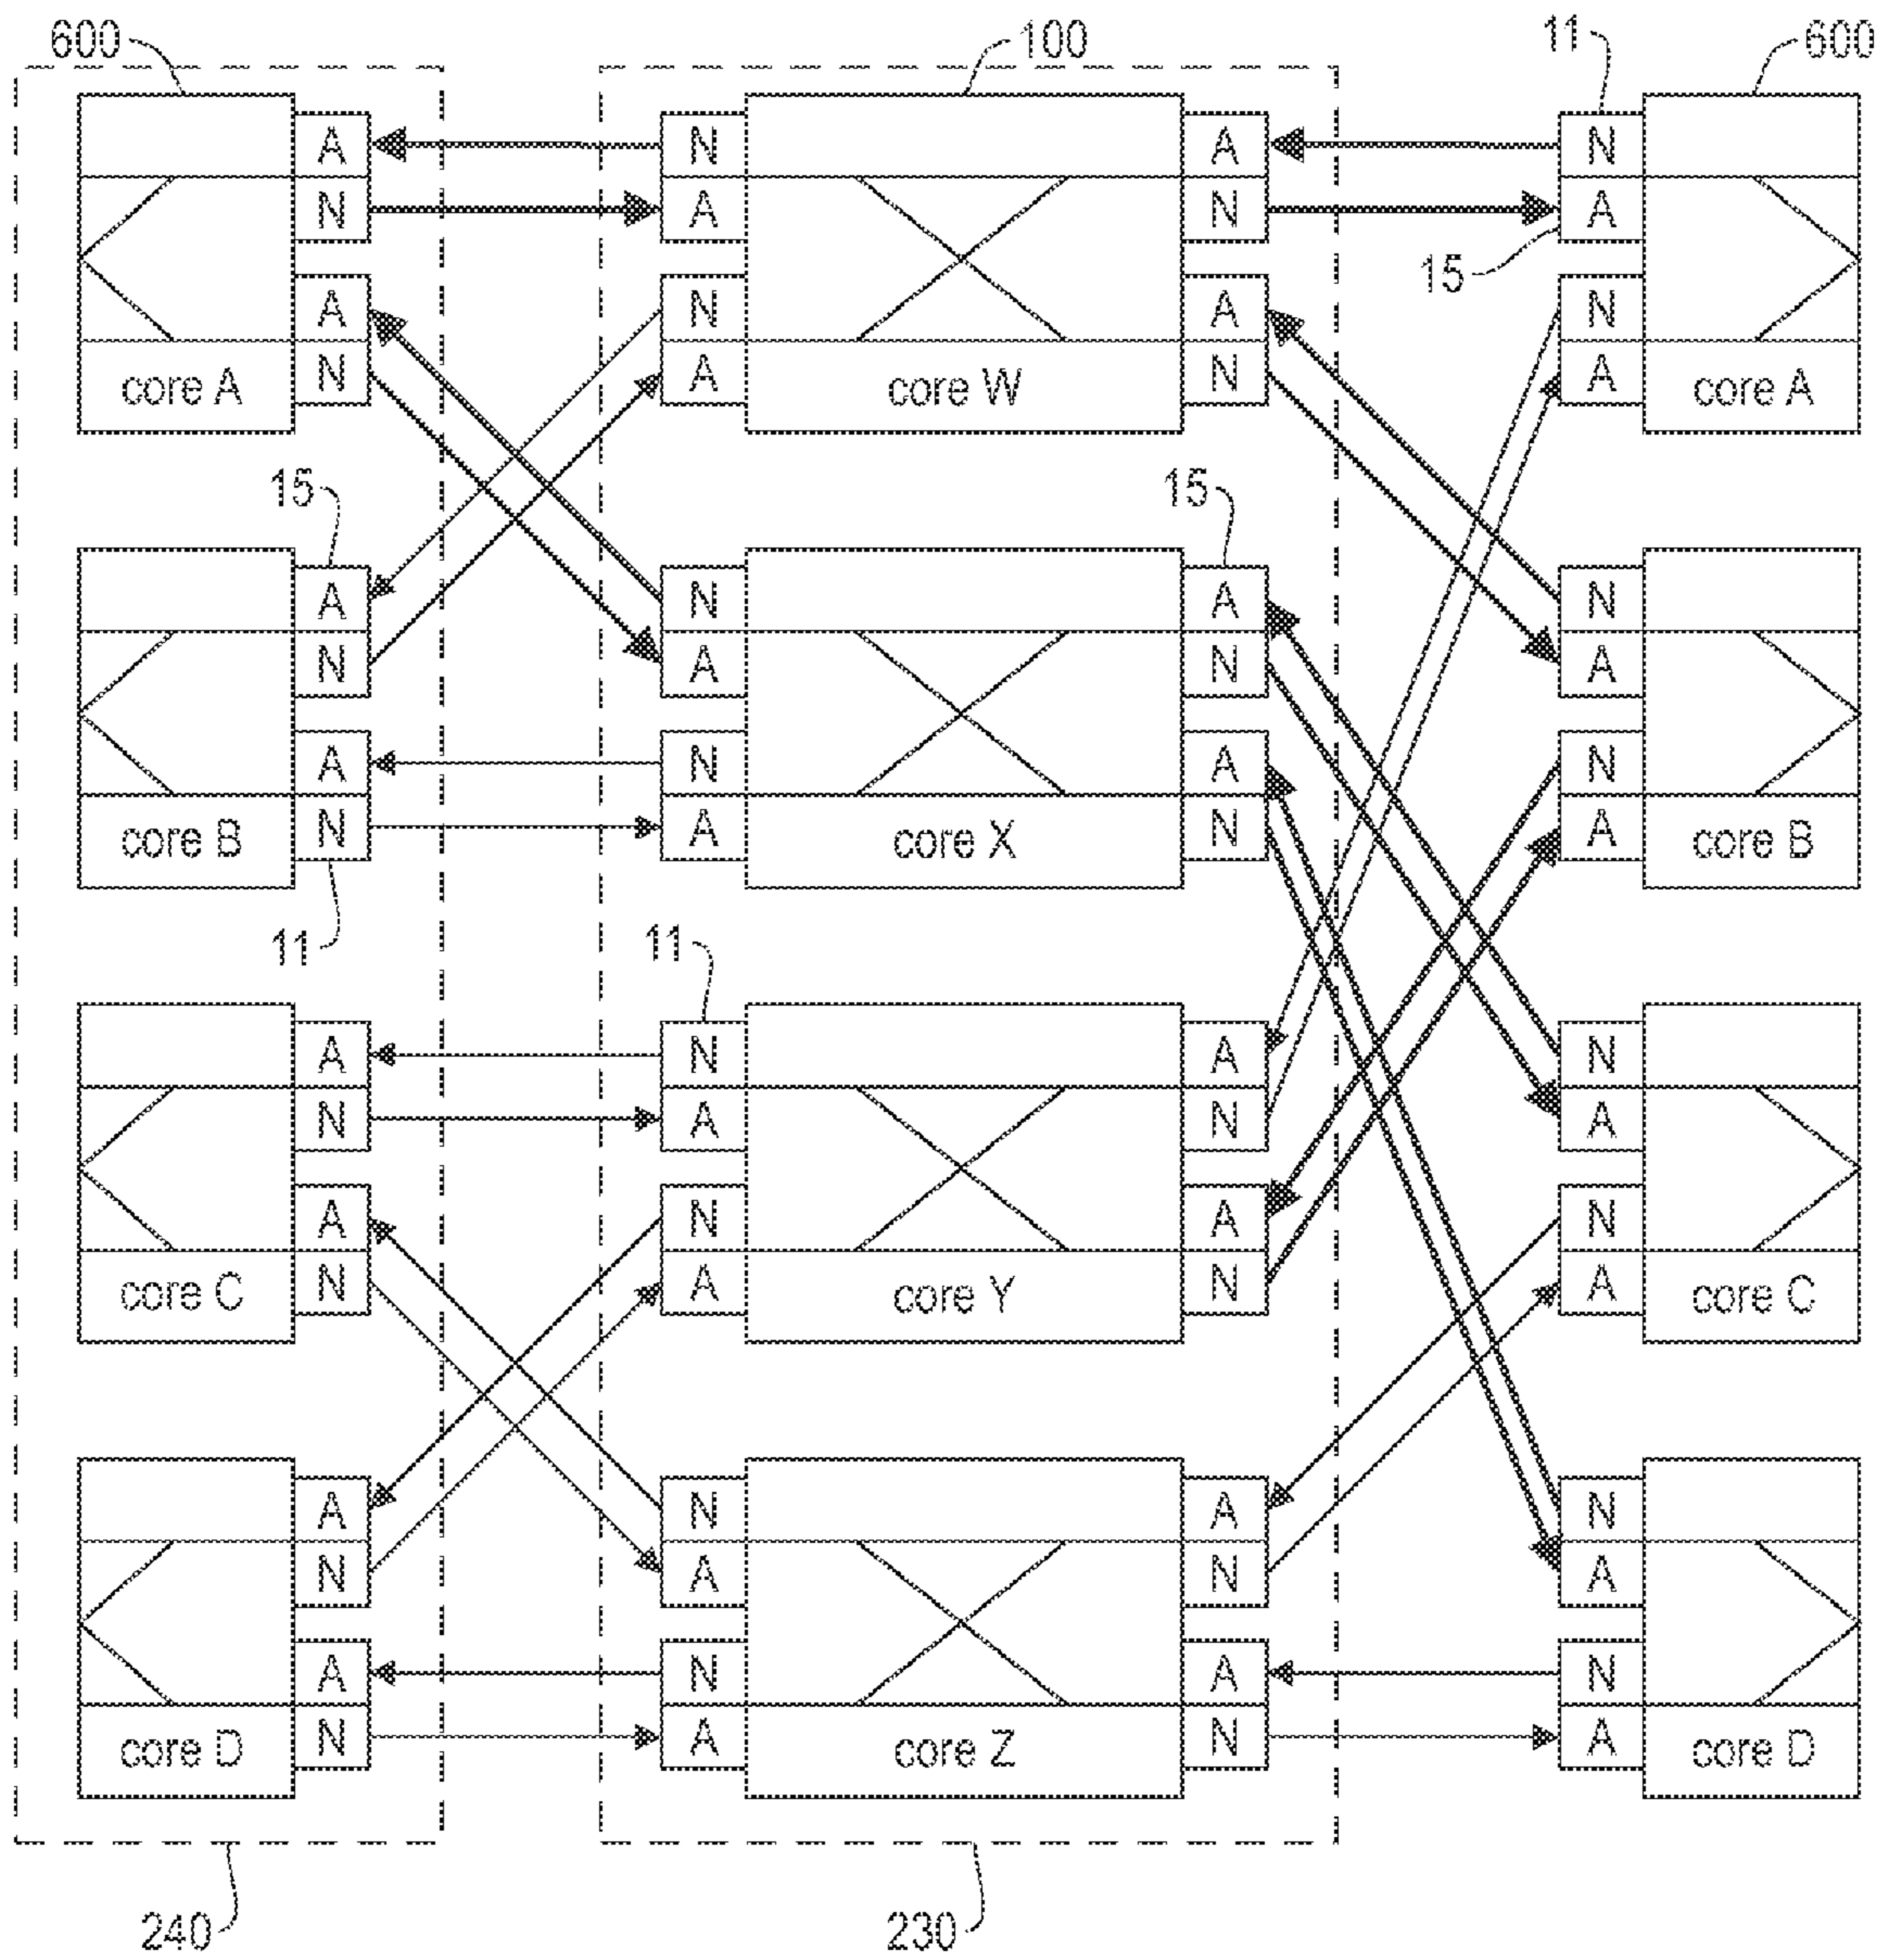 600 100 11 600
A N A N
N A N A
15
A N A N
core A N A core W N A core A
15 15
A N A N
N A N A
A N A N
core B N A core X N A core B
11 11
A N A N
N A N A
A N A N
core C N A core Y N A core C
A N A N
N A N A
A N A N
core D N A core Z N A core D
240 230